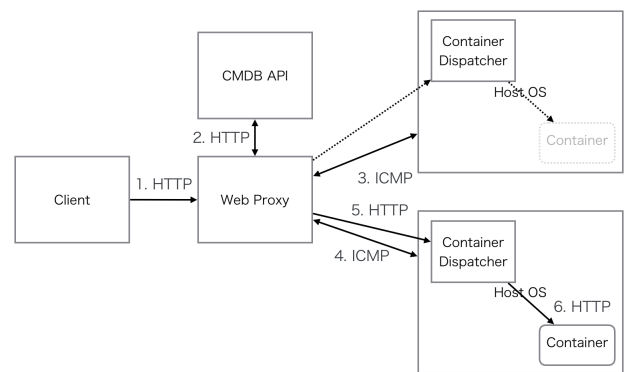 Container
Dispatcher
Host OS
Container
CMDB API
2. HTTP
1. HTTP
3. ICMP
Client
Web Proxy
5. HTTP
4. ICMP
Container
Dispatcher
Host OS
6. HTTP
Container